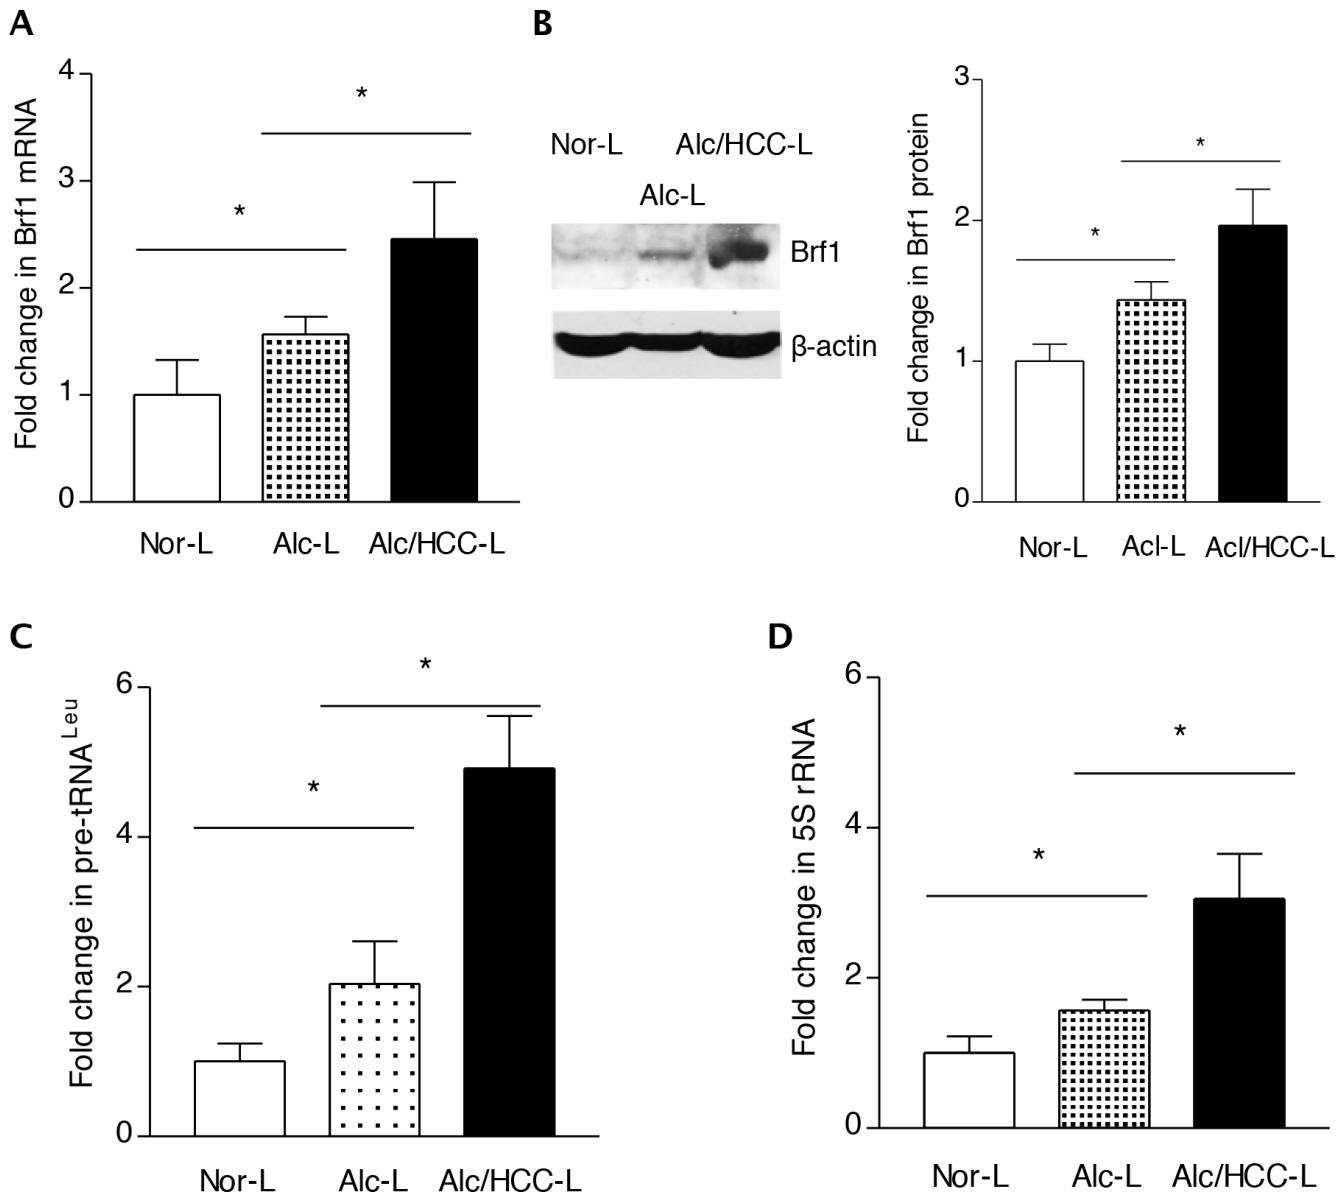 A
Fold change in Brf1 mRNA
4
3
2
1
0
*
*
Nor-L Alc-L Alc/HCC-L
B
Nor-L Alc/HCC-L
Alc-L
Brf1
β-actin
Fold change in Brf1 protein
3
2
1
0
*
*
Nor-L Acl-L Acl/HCC-L
C
Fold change in pre-tRNA^Leu
6
4
2
0
*
*
Nor-L Alc-L Alc/HCC-L
D
Fold change in 5S rRNA
6
4
2
0
*
*
Nor-L Alc-L Alc/HCC-L